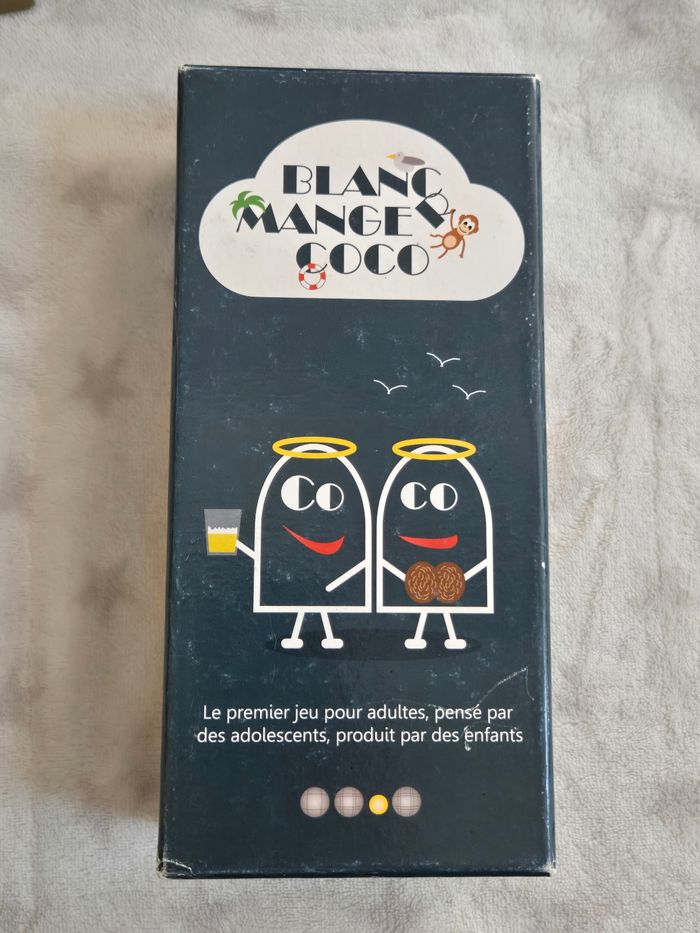 BLANC
MANGER
COCO
Co
CO
Le premier jeu pour adultes, pensé par
des adolescents, produit par des enfants